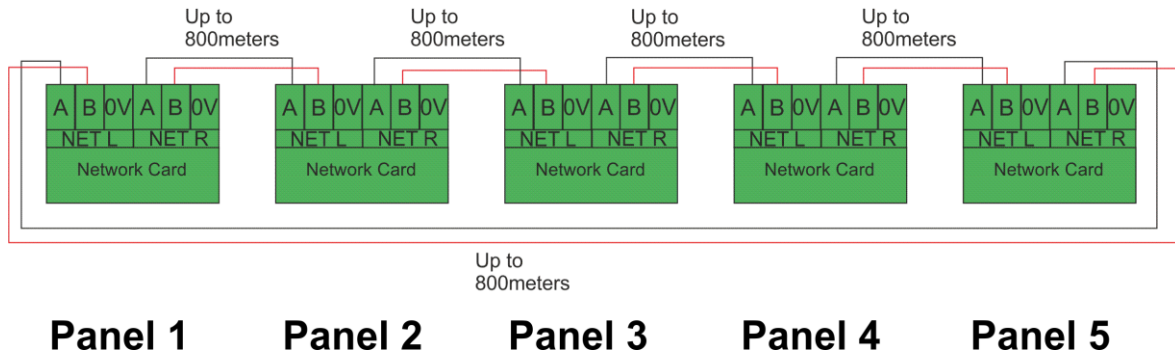 Up to
800meters
Up to
800meters
Up to
800meters
Up to
800meters
A B 0V A B
NET L NET R
Network Card
A B 0V A B 0V
NET L NET R
Network Card
A B 0V A B 0V
NET L NET R
Network Card
A B 0V A B 0V
NET L NET R
Network Card
A B 0V A B 0V
NET L NET R
Network Card
Up to
800meters
Panel 1
Panel 2
Panel 3
Panel 4
Panel 5